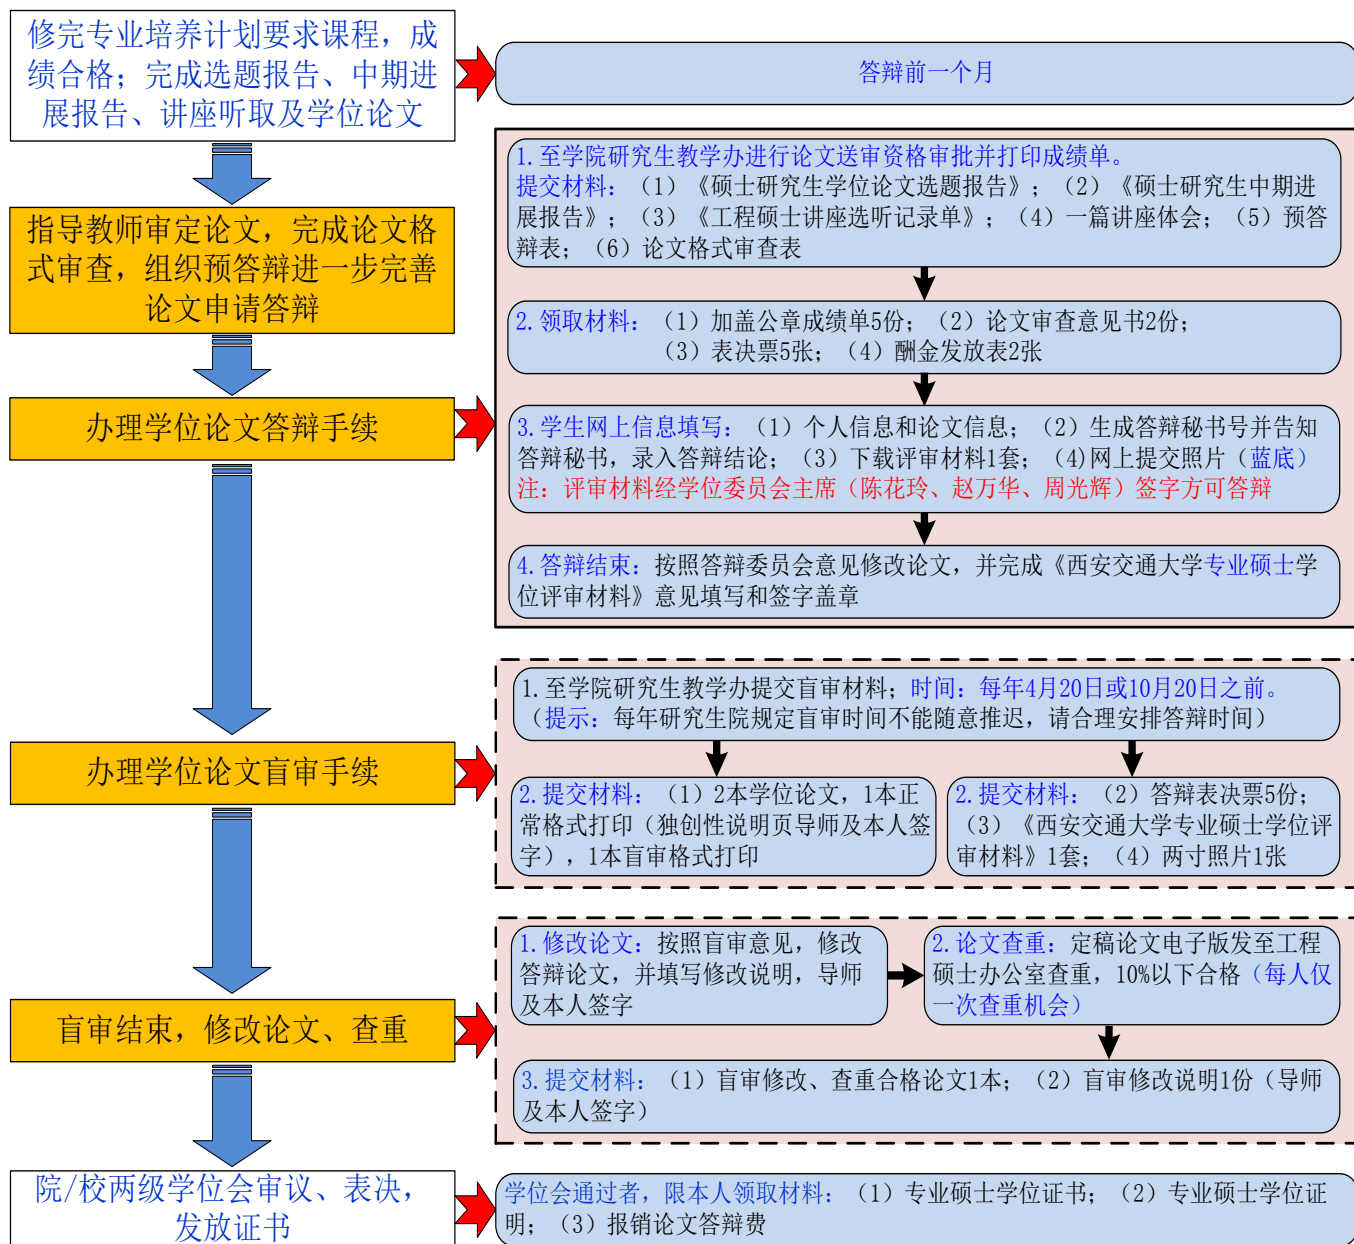 修完专业培养计划要求课程，成
绩合格；完成选题报告、中期进
展报告、讲座听取及学位论文
答辩前一个月
指导教师审定论文，完成论文格
式审查，组织预答辩进一步完善
论文申请答辩
办理学位论文答辩手续
1.至学院研究生教学办进行论文送审资格审批并打印成绩单。
提交材料：（1）《硕士研究生学位论文选题报告》；（2）《硕士研究生中期进
展报告》；（3）《工程硕士讲座选听记录单》；（4）一篇讲座体会；（5）预答
辩表；（6）论文格式审查表
2.领取材料：（1）加盖公章成绩单5份；（2）论文审查意见书2份；
（3）表决票5张；（4）酬金发放表2张
3.学生网上信息填写：（1）个人信息和论文信息；（2）生成答辩秘书号并告知
答辩秘书，录入答辩结论；（3）下载评审材料1套；（4)网上提交照片（蓝底）
注：评审材料经学位委员会主席（陈花玲、赵万华、周光辉）签字方可答辩
4.答辩结束：按照答辩委员会意见修改论文，并完成《西安交通大学专业硕士学
位评审材料》意见填写和签字盖章
办理学位论文盲审手续
1.至学院研究生教学办提交盲审材料；时间：每年4月20日或10月20日之前。
（提示：每年研究生院规定盲审时间不能随意推迟，请合理安排答辩时间）
2.提交材料：（1）2本学位论文，1本正
常格式打印（独创性说明页导师及本人签
字）,1本盲审格式打印
2.提交材料：（2）答辩表决票5份；
（3）《西安交通大学专业硕士学位评
审材料》1套；（4）两寸照片1张
盲审结束，修改论文、查重
1.修改论文：按照盲审意见，修改
答辩论文，并填写修改说明，导师
及本人签字
2.论文查重：定稿论文电子版发至工程
硕士办公室查重，10%以下合格（每人仅
一次查重机会）
3.提交材料：（1）盲审修改、查重合格论文1本；（2）盲审修改说明1份（导师
及本人签字）
院/校两级学位会审议、表决，
发放证书
学位会通过者，限本人领取材料：（1）专业硕士学位证书；（2）专业硕士学位证
明；（3）报销论文答辩费